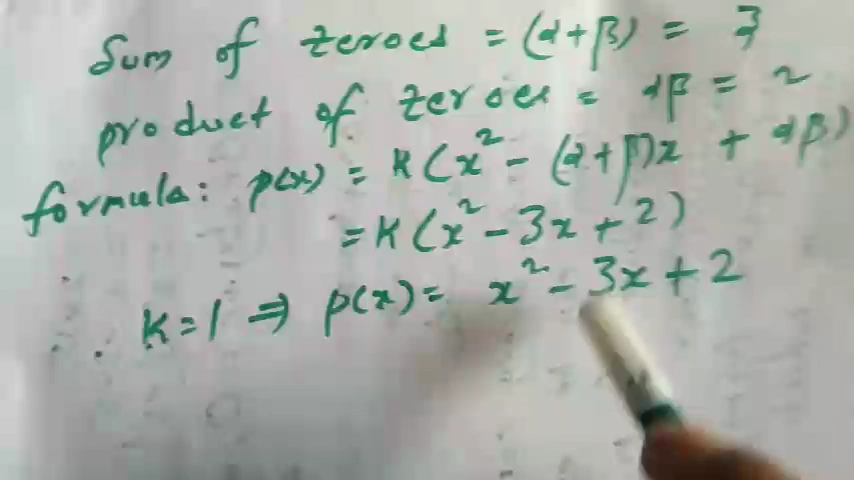 Sum of zeroes = (α+β) = 3
product of zeroes = αβ = 2
formula: p(x) = K(x² - (α+β)x + αβ)
= K(x² - 3x + 2)
∴ K=1 ⇒ p(x) = x² - 3x + 2